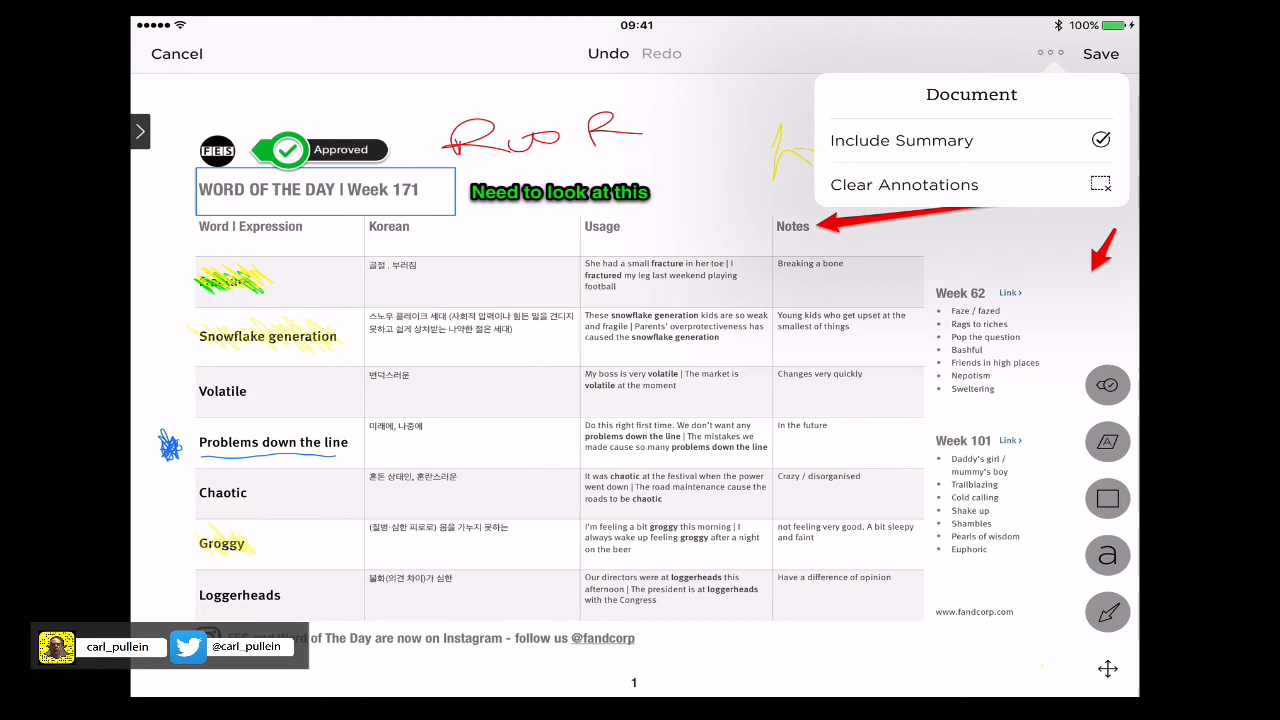 09:41
100%
Cancel
Undo Redo
Save
Document
Include Summary
Clear Annotations
FES
Approved
WORD OF THE DAY | Week 171
Need to look at this
Word | Expression Korean Usage Notes
골절 , 부러짐
She had a small fracture in her toe | I
fractured my leg last weekend playing
football
Breaking a bone
Snowflake generation
스노우 플레이크 세대 (사회적 압력이나 힘든 일을 견디지
못하고 쉽게 상처받는 나약한 젊은 세대)
These snowflake generation kids are so weak
and fragile | Parents' overprotectiveness has
caused the snowflake generation
Young kids who get upset at the
smallest of things
Volatile
변덕스러운
My boss is very volatile | The market is
volatile at the moment
Changes very quickly
Problems down the line
미래에, 나중에
Do this right first time. We don't want any
problems down the line | The mistakes we
made cause so many problems down the line
In the future
Chaotic
혼돈 상태인, 혼란스러운
It was chaotic at the festival when the power
went down | The road maintenance cause the
roads to be chaotic
Crazy / disorganised
Groggy
(질병·심한 피로로) 몸을 가누지 못하는
I'm feeling a bit groggy this morning | I
always wake up feeling groggy after a night
on the beer
not feeling very good. A bit sleepy
and faint
Loggerheads
불화(의견 차이)가 심한
Our directors were at loggerheads this
afternoon | The president is at loggerheads
with the Congress
Have a difference of opinion
Week 62 Link ›
• Faze / fazed
• Rags to riches
• Pop the question
• Bashful
• Friends in high places
• Nepotism
• Sweltering
Week 101 Link ›
• Daddy's girl /
mummy's boy
• Trailblazing
• Cold calling
• Shake up
• Shambles
• Pearls of wisdom
• Euphoric
www.fandcorp.com
a
FES and Word of The Day are now on Instagram - follow us @fandcorp
carl_pullein
@carl_pullein
1